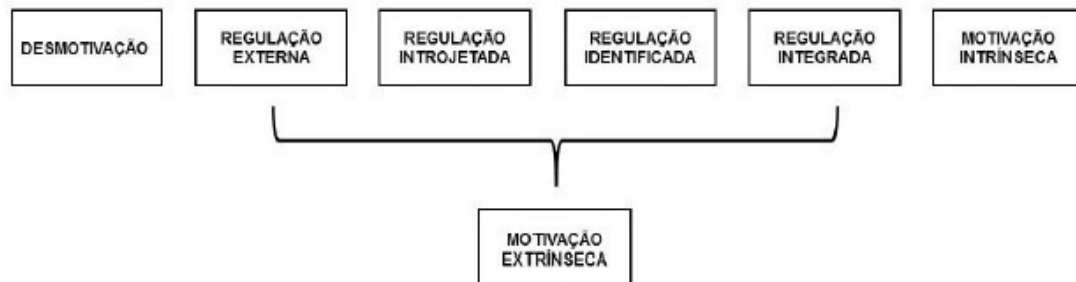 DESMOTIVAÇÃO
REGULAÇÃO
EXTERNA
REGULAÇÃO
INTROJETADA
REGULAÇÃO
IDENTIFICADA
REGULAÇÃO
INTEGRADA
MOTIVAÇÃO
INTRÍNSECA
MOTIVAÇÃO
EXTRÍNSECA